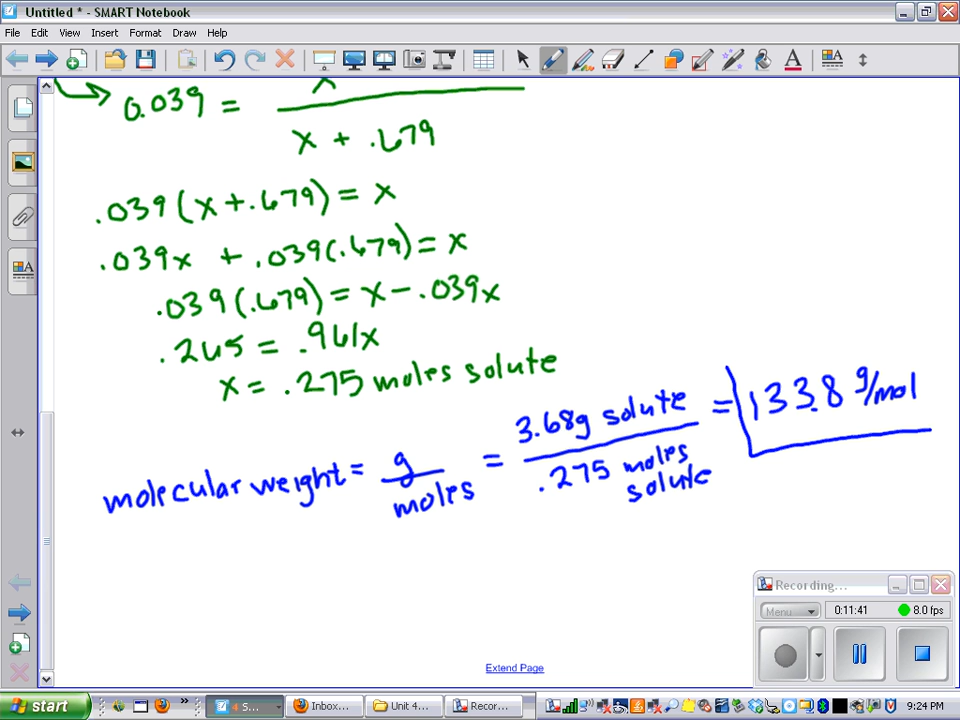 Untitled * - SMART Notebook
File Edit View Insert Format Draw Help
0.039 = x
x + .679
.039(x + .679) = x
.039x + .039(.679) = x
.039(.679) = x - .039x
.265 = .961x
x = .275 moles solute
molecular weight = g / moles = 3.68g solute / .275 moles solute = 133.8 g/mol
Recording...
Menu
0:11:41
8.0 fps
Extend Page
start
4 S...
Inbox...
Unit 4...
Recor...
9:24 PM